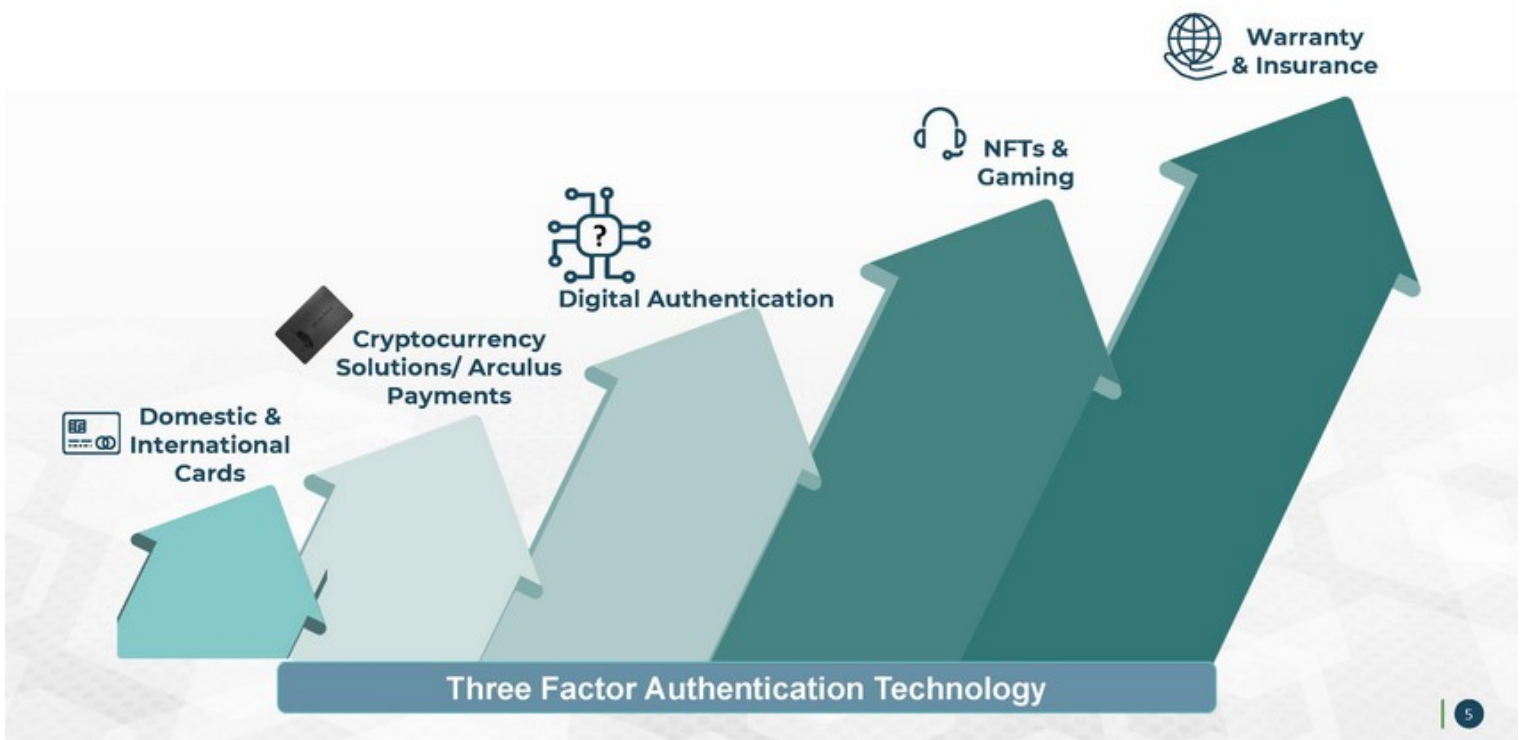 Warranty
& Insurance
NFTs &
Gaming
?
Digital Authentication
Cryptocurrency
Solutions/ Arculus
Payments
Domestic &
International
Cards
Three Factor Authentication Technology
5